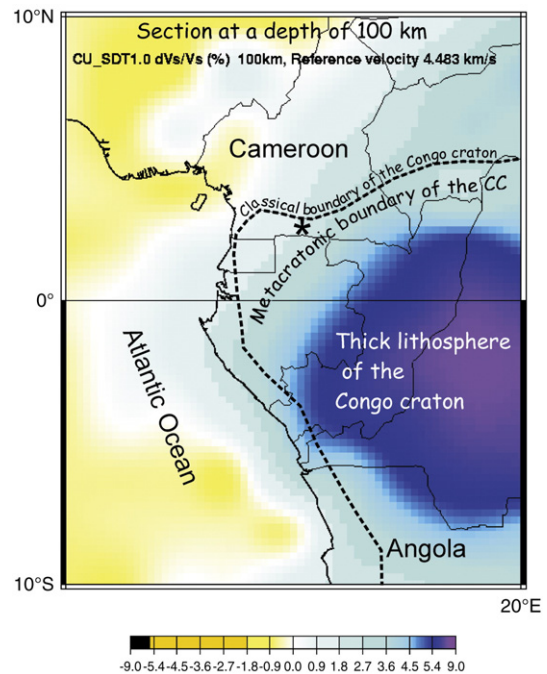 10°N
Section at a depth of 100 km
CU_SDT1.0 dVs/Vs (%) 100km, Reference velocity 4.483 km/s
Cameroon
Classical boundary of the Congo craton
Metacratonic boundary of the CC
*
0°
Thick lithosphere
of the
Congo craton
Atlantic Ocean
Angola
10°S
20°E
-9.0 -5.4 -4.5 -3.6 -2.7 -1.8 -0.9 0.0 0.9 1.8 2.7 3.6 4.5 5.4 9.0